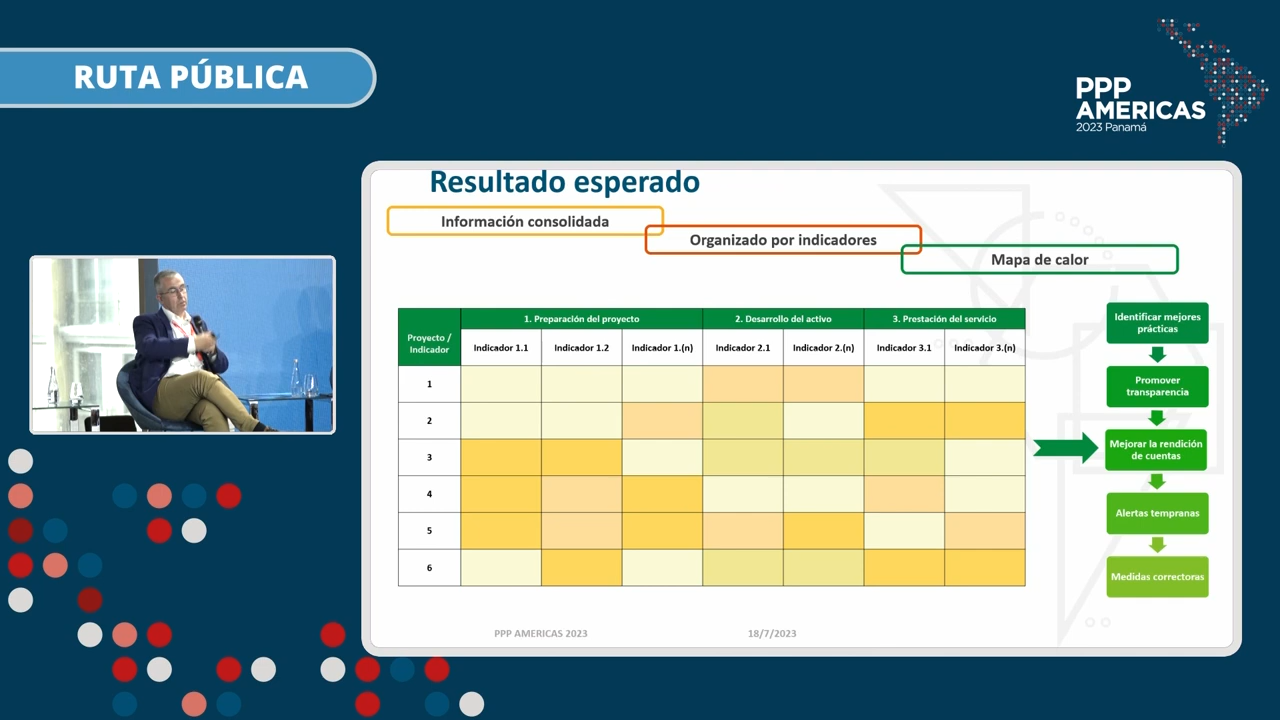 RUTA PÚBLICA
PPP
AMERICAS
2023 Panamá
Resultado esperado
Información consolidada
Organizado por indicadores
Mapa de calor
Proyecto /
Indicador
1. Preparación del proyecto
2. Desarrollo del activo
3. Prestación del servicio
Indicador 1.1
Indicador 1.2
Indicador 1.(n)
Indicador 2.1
Indicador 2.(n)
Indicador 3.1
Indicador 3.(n)
1
2
3
4
5
6
Identificar mejores
prácticas
Promover
transparencia
Mejorar la rendición
de cuentas
Alertas tempranas
Medidas correctoras
PPP AMERICAS 2023
18/7/2023